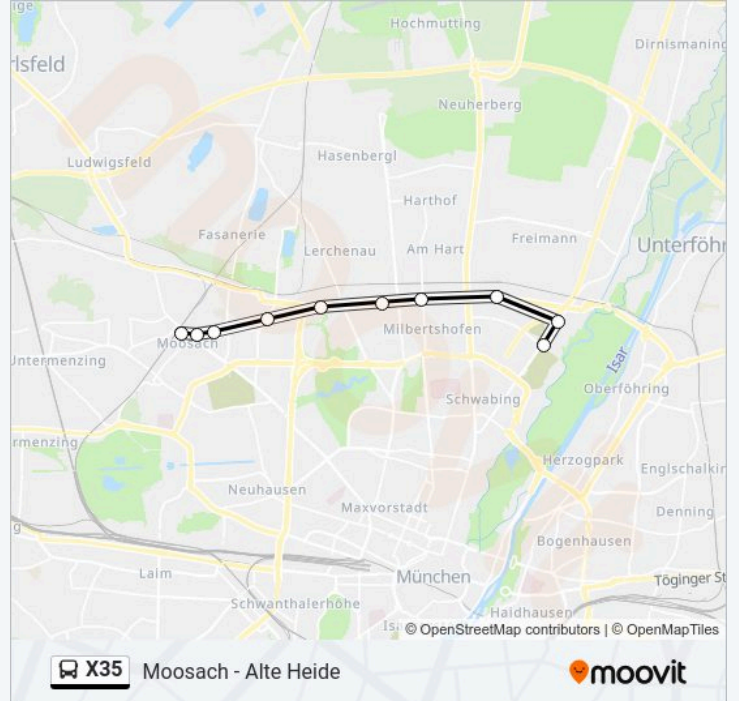 ige
Hochmutting
Dirnismaning
rlsfeld
Neuherberg
Ludwigsfeld
Hasenbergl
Harthof
Fasanerie
Freimann
Lerchenau
Am Hart
Unterföhr
Milbertshofen
Moosach
Untermenzing
Isar
Oberföhring
Schwabing
rmenzing
Herzogpark
Englschalkin
Neuhausen
Maxvorstadt
Denning
g
Bogenhausen
Laim
München
Töginger St
Schwanthalerhöhe
Haidhausen
© OpenStreetMap contributors | © OpenMapTiles
X35 Moosach - Alte Heide
moovit